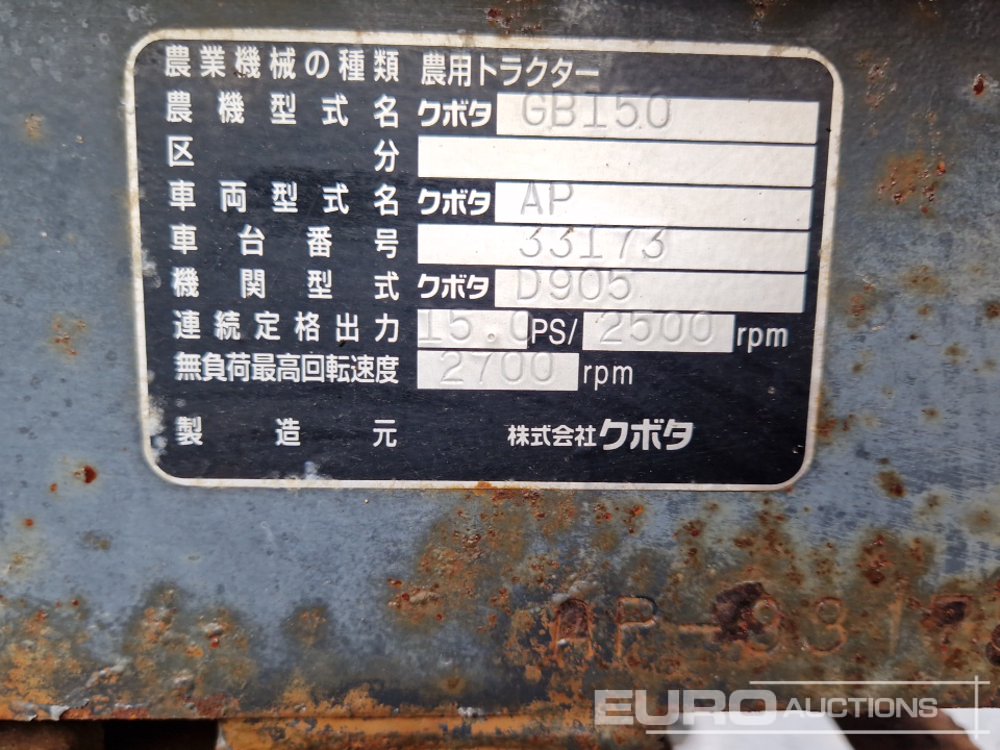 農業機械の種類 農用トラクター
農機型式名 クボタ GB150
区分
車両型式名 クボタ AP
車台番号 33173
機関型式 クボタ D905
連続定格出力 15.0PS/ 2500 rpm
無負荷最高回転速度 2700 rpm
製造元 株式会社クボタ
AP-33173
EURO AUCTIONS